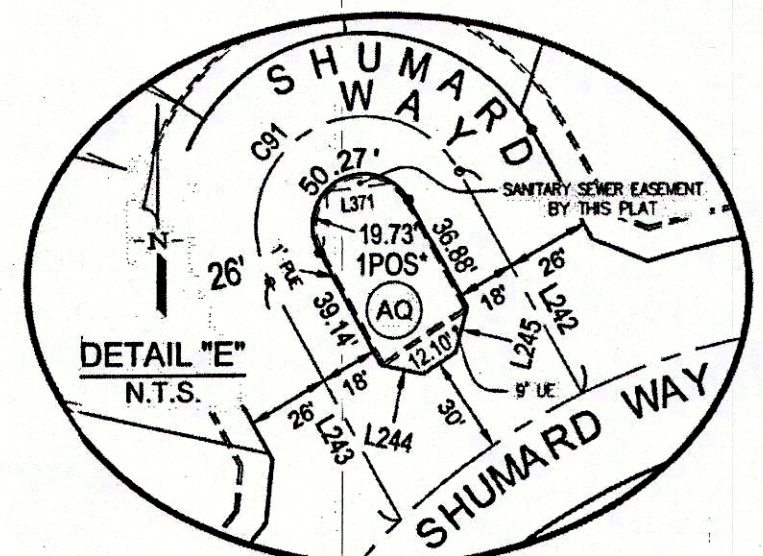 SHUMARD
WAY
C91
50.27'
SANITARY SEWER EASEMENT
BY THIS PLAT
L371
19.73'
1POS*
36.88'
-N-
26'
1' PUE
39.14'
AQ
18'
26'
L242
DETAIL "E"
N.T.S.
12.10'
L245
9' UE
18'
26'
L243
L244
30'
SHUMARD WAY